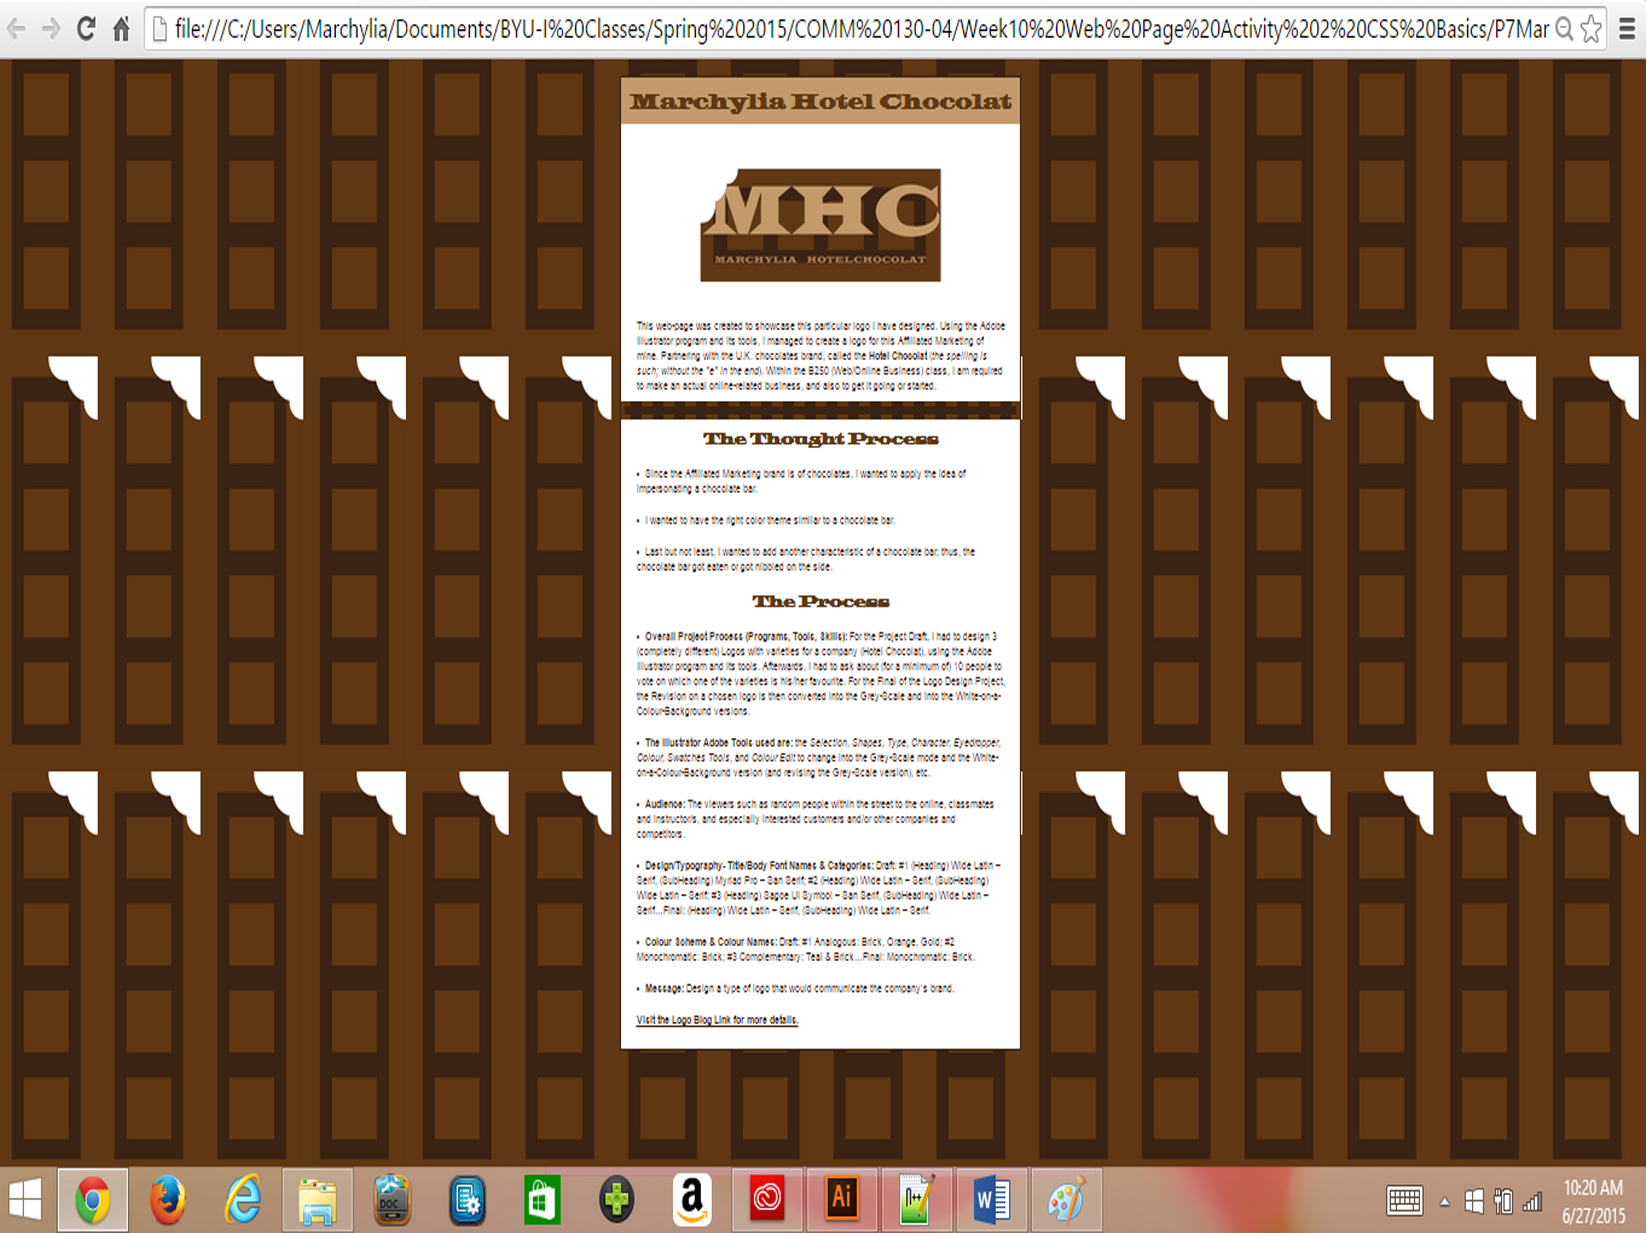 file:///C:/Users/Marchylia/Documents/BYU-I%20Classes/Spring%202015/COMM%20130-04/Week10%20Web%20Page%20Activity%202%20CSS%20Basics/P7Mar
Marchylia Hotel Chocolat
MHC
MARCHYLIA HOTELCHOCOLAT
This web-page was created to showcase this particular logo I have designed. Using the Adobe
Illustrator program and its tools, I managed to create a logo for this Affiliated Marketing of
mine. Partnering with the U.K. chocolates brand, called the Hotel Chocolat (the spelling is
such; without the "e" in the end). Within the B250 (Web/Online Business) class, I am required
to make an actual online-related business, and also to get it going or started.
The Thought Process
• Since the Affiliated Marketing brand is of chocolates, I wanted to apply the idea of
impersonating a chocolate bar.
• I wanted to have the right color theme similar to a chocolate bar.
• Last but not least, I wanted to add another characteristic of a chocolate bar; thus, the
chocolate bar got eaten or got nibbled on the side.
The Process
• Overall Project Process (Programs, Tools, Skills): For the Project Draft, I had to design 3
(completely different) Logos with varieties for a company (Hotel Chocolat), using the Adobe
Illustrator program and its tools. Afterwards, I had to ask about (for a minimum of) 10 people to
vote on which one of the varieties is his/her favourite. For the Final of the Logo Design Project,
the Revision on a chosen logo is then converted into the Grey-Scale and into the White-on-a-
Colour-Background versions.
• The Illustrator Adobe Tools used are: the Selection, Shapes, Type, Character, Eyedropper,
Colour, Swatches Tools, and Colour Edit to change into the Grey-Scale mode and the White-
on-a-Colour-Background version (and revising the Grey-Scale version), etc.
• Audience: The viewers such as random people within the street to the online, classmates
and instructor/s, and especially interested customers and/or other companies and
competitors.
• Design/Typography- Title/Body Font Names & Categories: Draft: #1 (Heading) Wide Latin –
Serif, (SubHeading) Myriad Pro – San Serif; #2 (Heading) Wide Latin – Serif, (SubHeading)
Wide Latin – Serif; #3 (Heading) Sagoe UI Symbol – San Serif, (SubHeading) Wide Latin –
Serif...Final: (Heading) Wide Latin – Serif, (SubHeading) Wide Latin – Serif.
• Colour Scheme & Colour Names: Draft: #1 Analogous: Brick, Orange, Gold; #2
Monochromatic: Brick; #3 Complementary: Teal & Brick...Final: Monochromatic: Brick.
• Message: Design a type of logo that would communicate the company's brand.
Visit the Logo Blog Link for more details.
DOC
a
Ai
n++
W
10:20 AM
6/27/2015